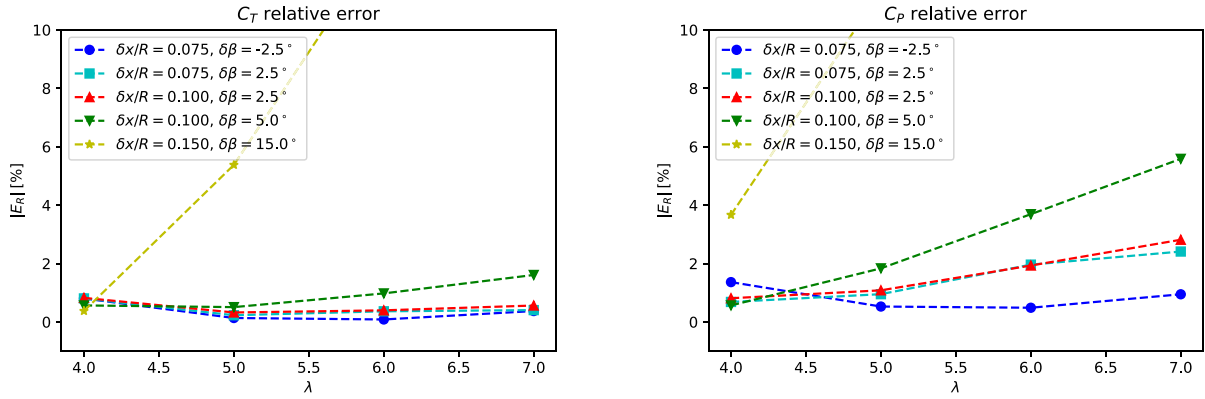 C_T relative error
10
8
6
4
2
0
|E_R| [%]
δx/R = 0.075, δβ = -2.5°
δx/R = 0.075, δβ = 2.5°
δx/R = 0.100, δβ = 2.5°
δx/R = 0.100, δβ = 5.0°
δx/R = 0.150, δβ = 15.0°
4.0 4.5 5.0 5.5 6.0 6.5 7.0
λ
C_P relative error
10
8
6
4
2
0
|E_R| [%]
δx/R = 0.075, δβ = -2.5°
δx/R = 0.075, δβ = 2.5°
δx/R = 0.100, δβ = 2.5°
δx/R = 0.100, δβ = 5.0°
δx/R = 0.150, δβ = 15.0°
4.0 4.5 5.0 5.5 6.0 6.5 7.0
λ